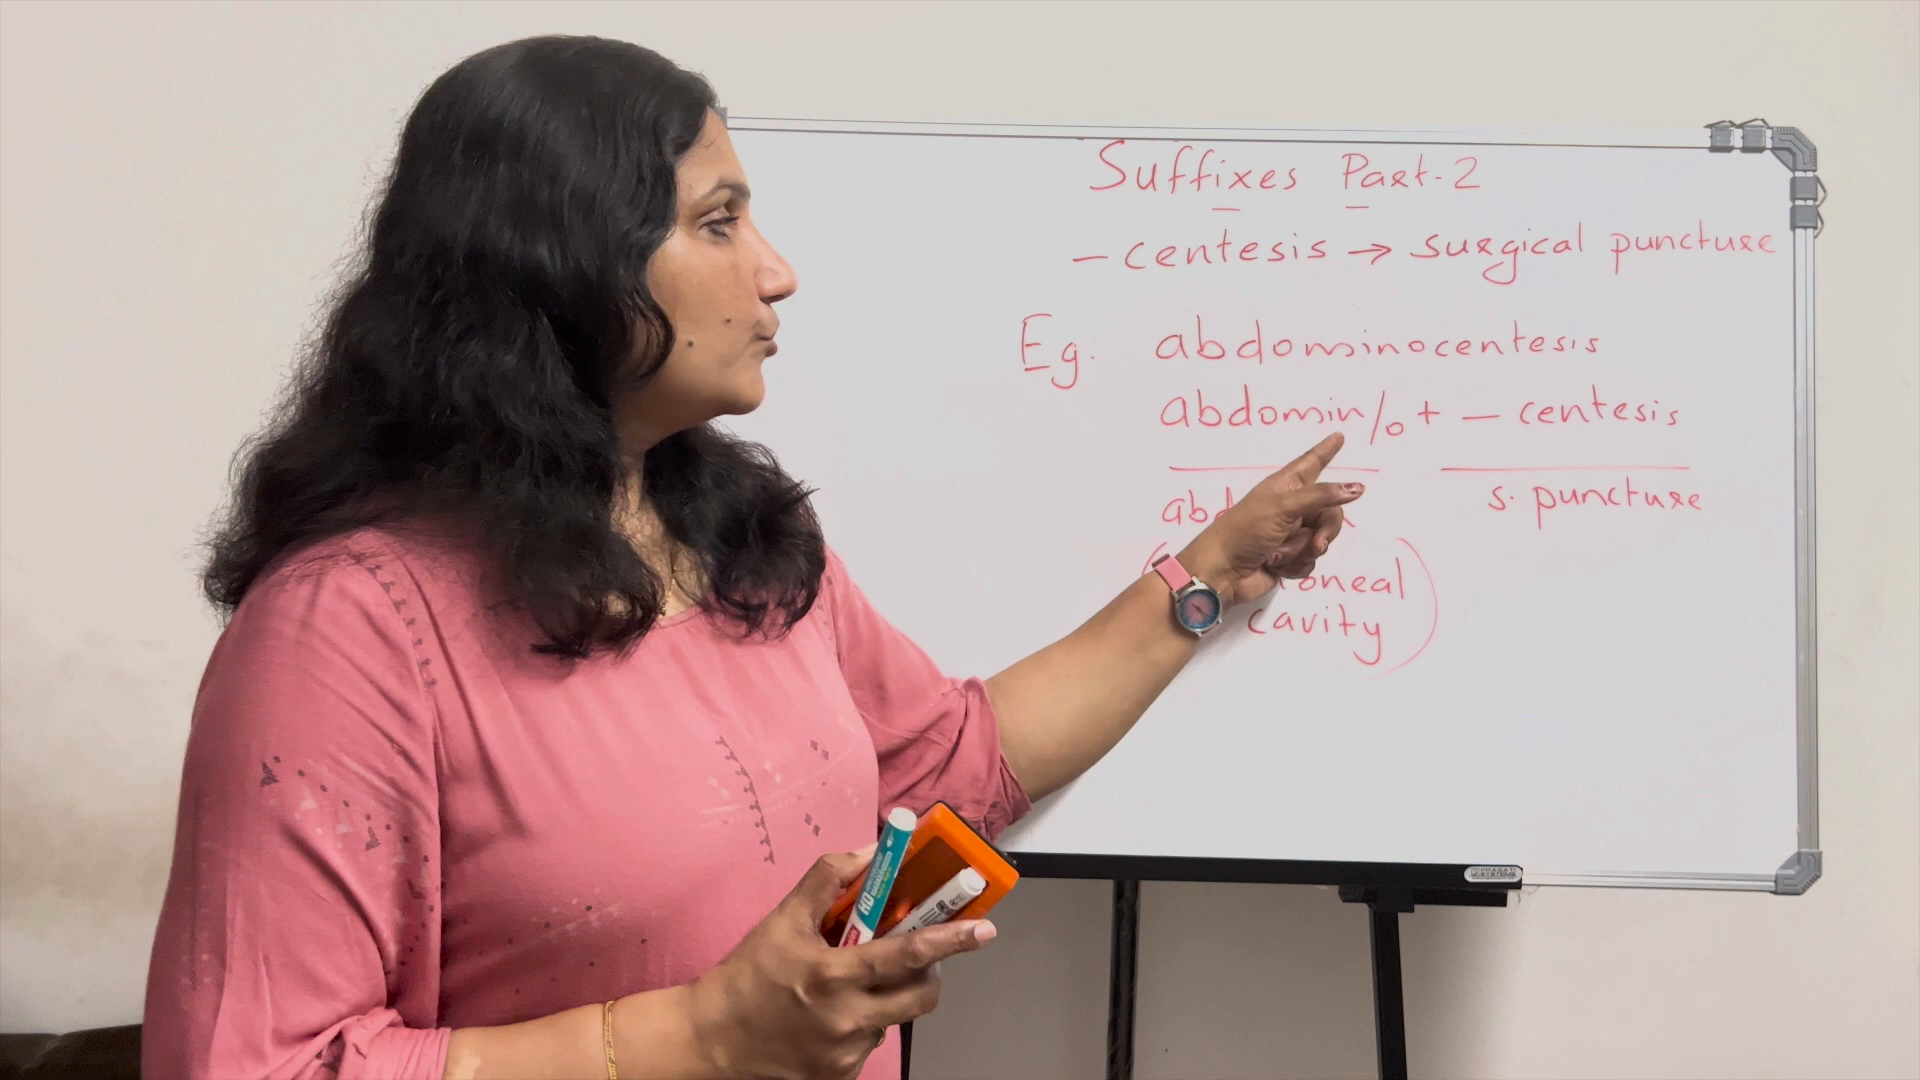 Suffixes Part-2
- centesis → surgical puncture
Eg: abdominocentesis
abdomin/o + - centesis
s. puncture
cavity)